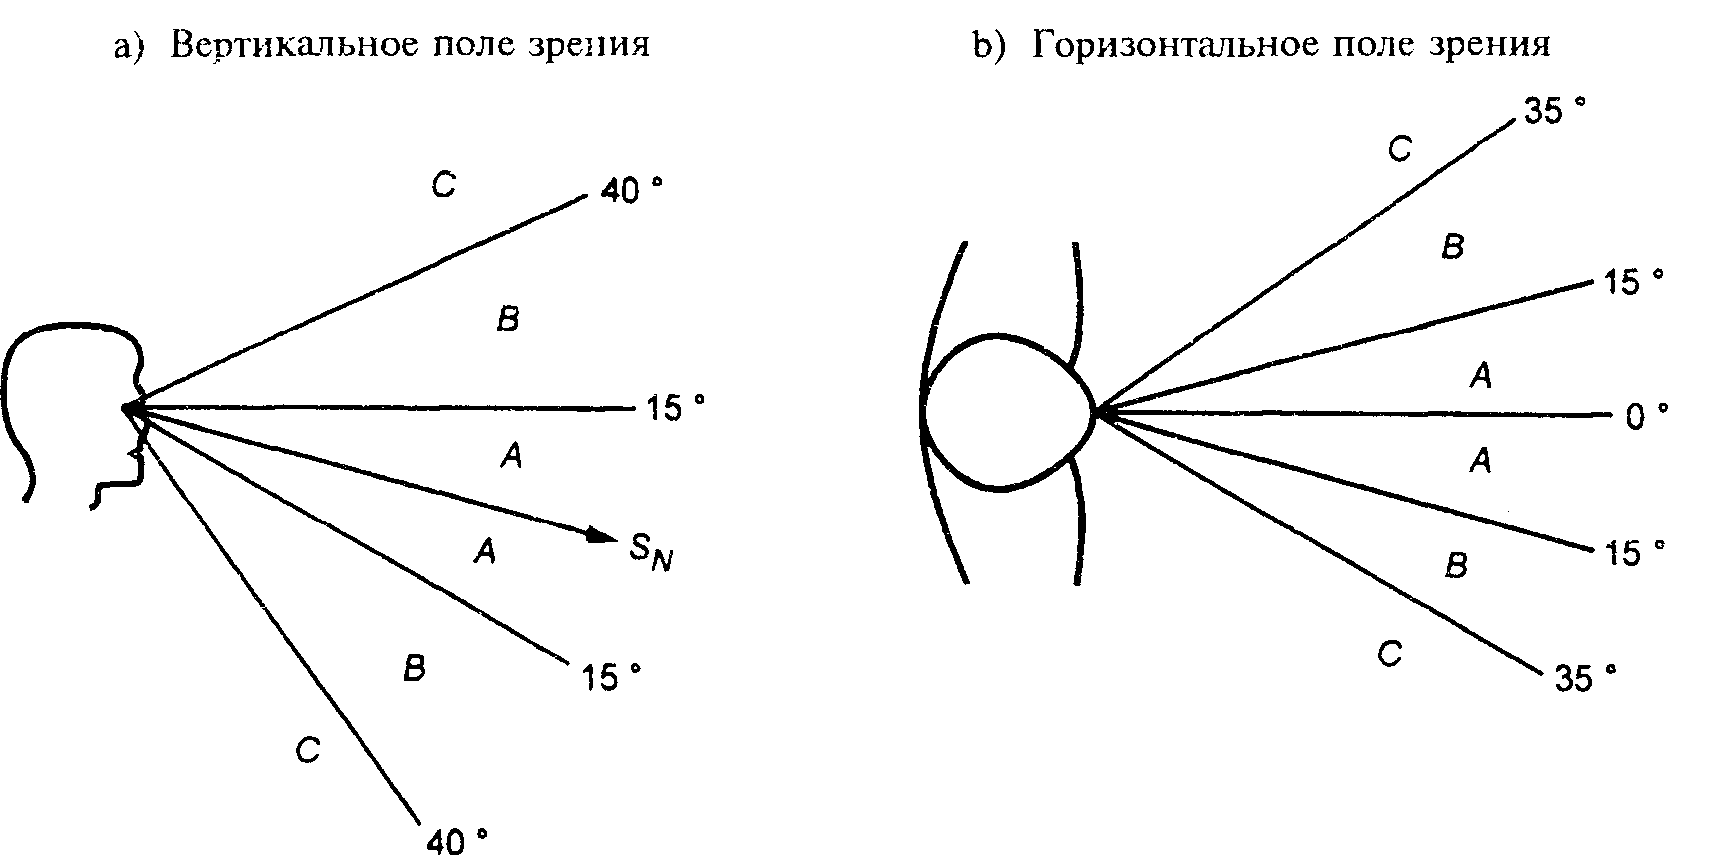 a) Вертикальное поле зрения
C
40 °
B
15 °
A
S_N
A
15 °
B
C
40 °
b) Горизонтальное поле зрения
35 °
C
B
15 °
A
0 °
A
15 °
B
C
35 °